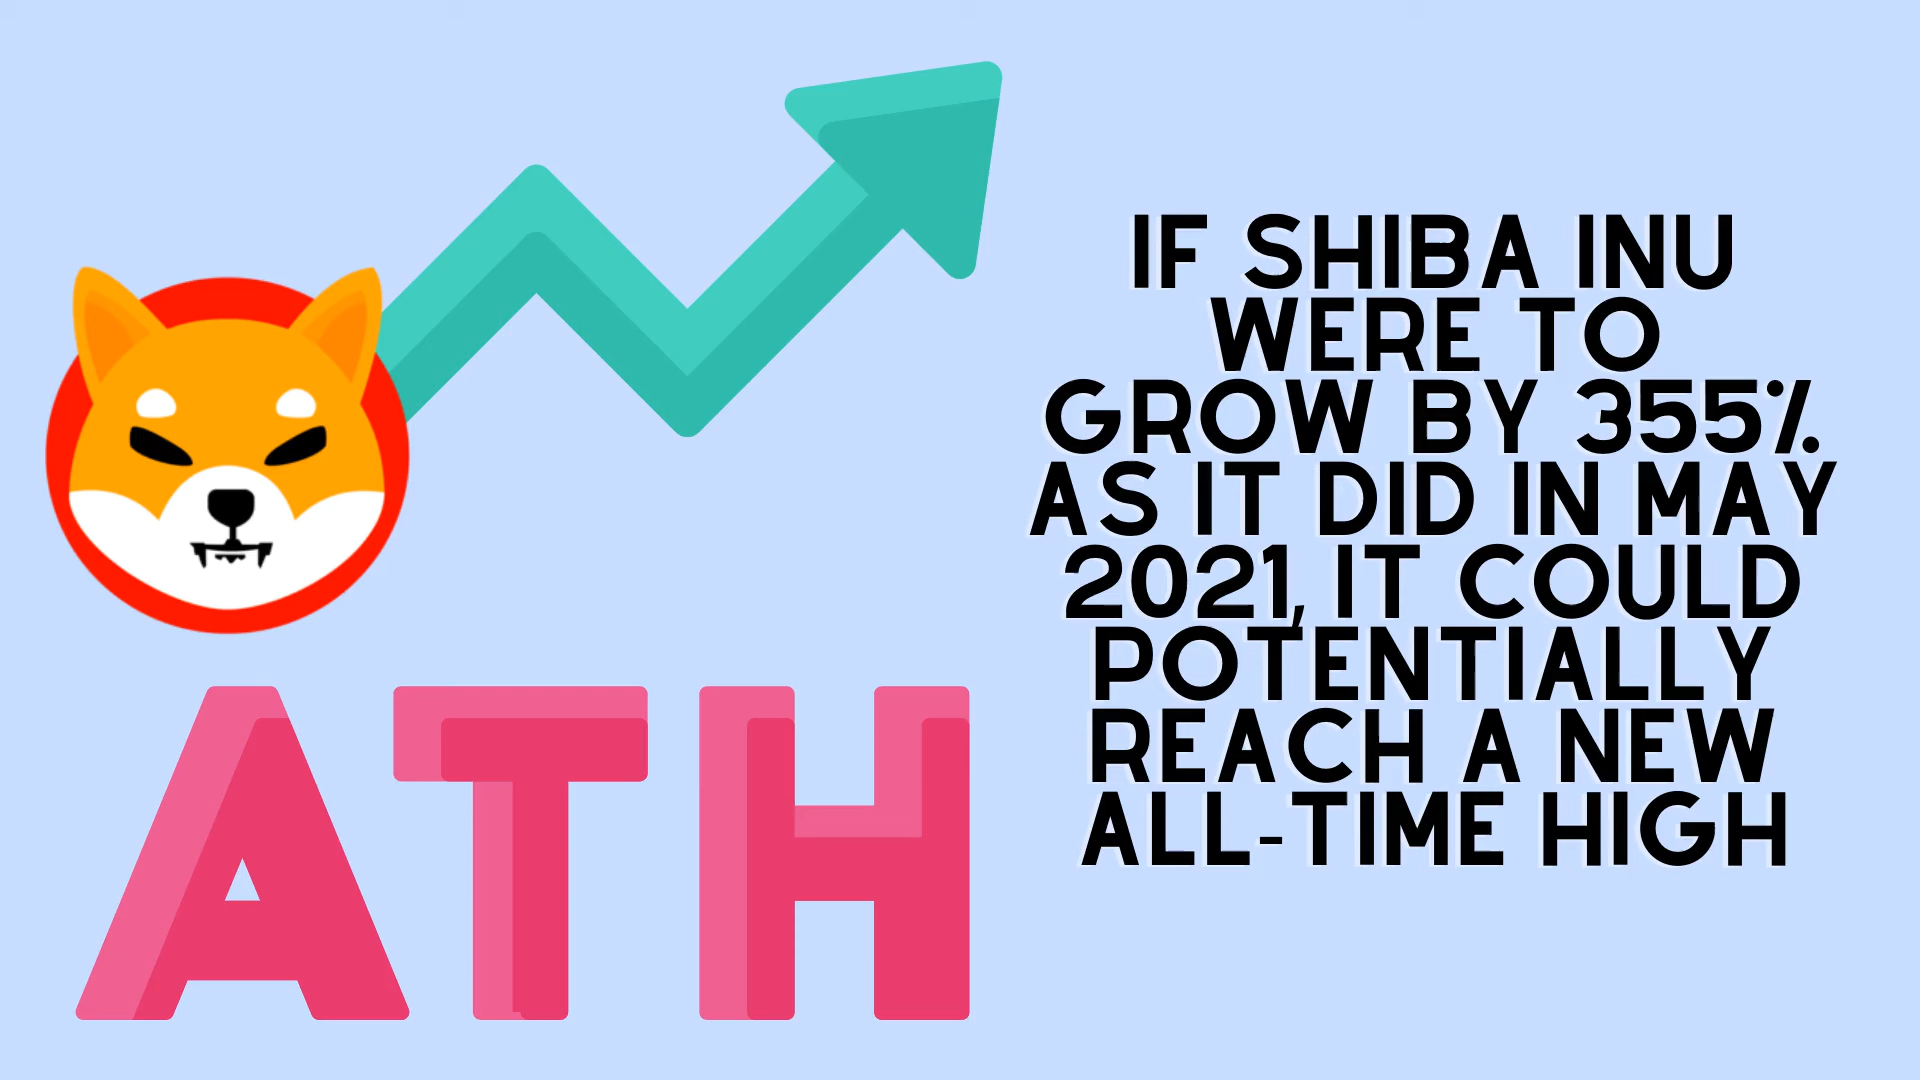 IF SHIBA INU
WERE TO
GROW BY 355%
AS IT DID IN MAY
2021, IT COULD
POTENTIALLY
REACH A NEW
ALL-TIME HIGH
ATH